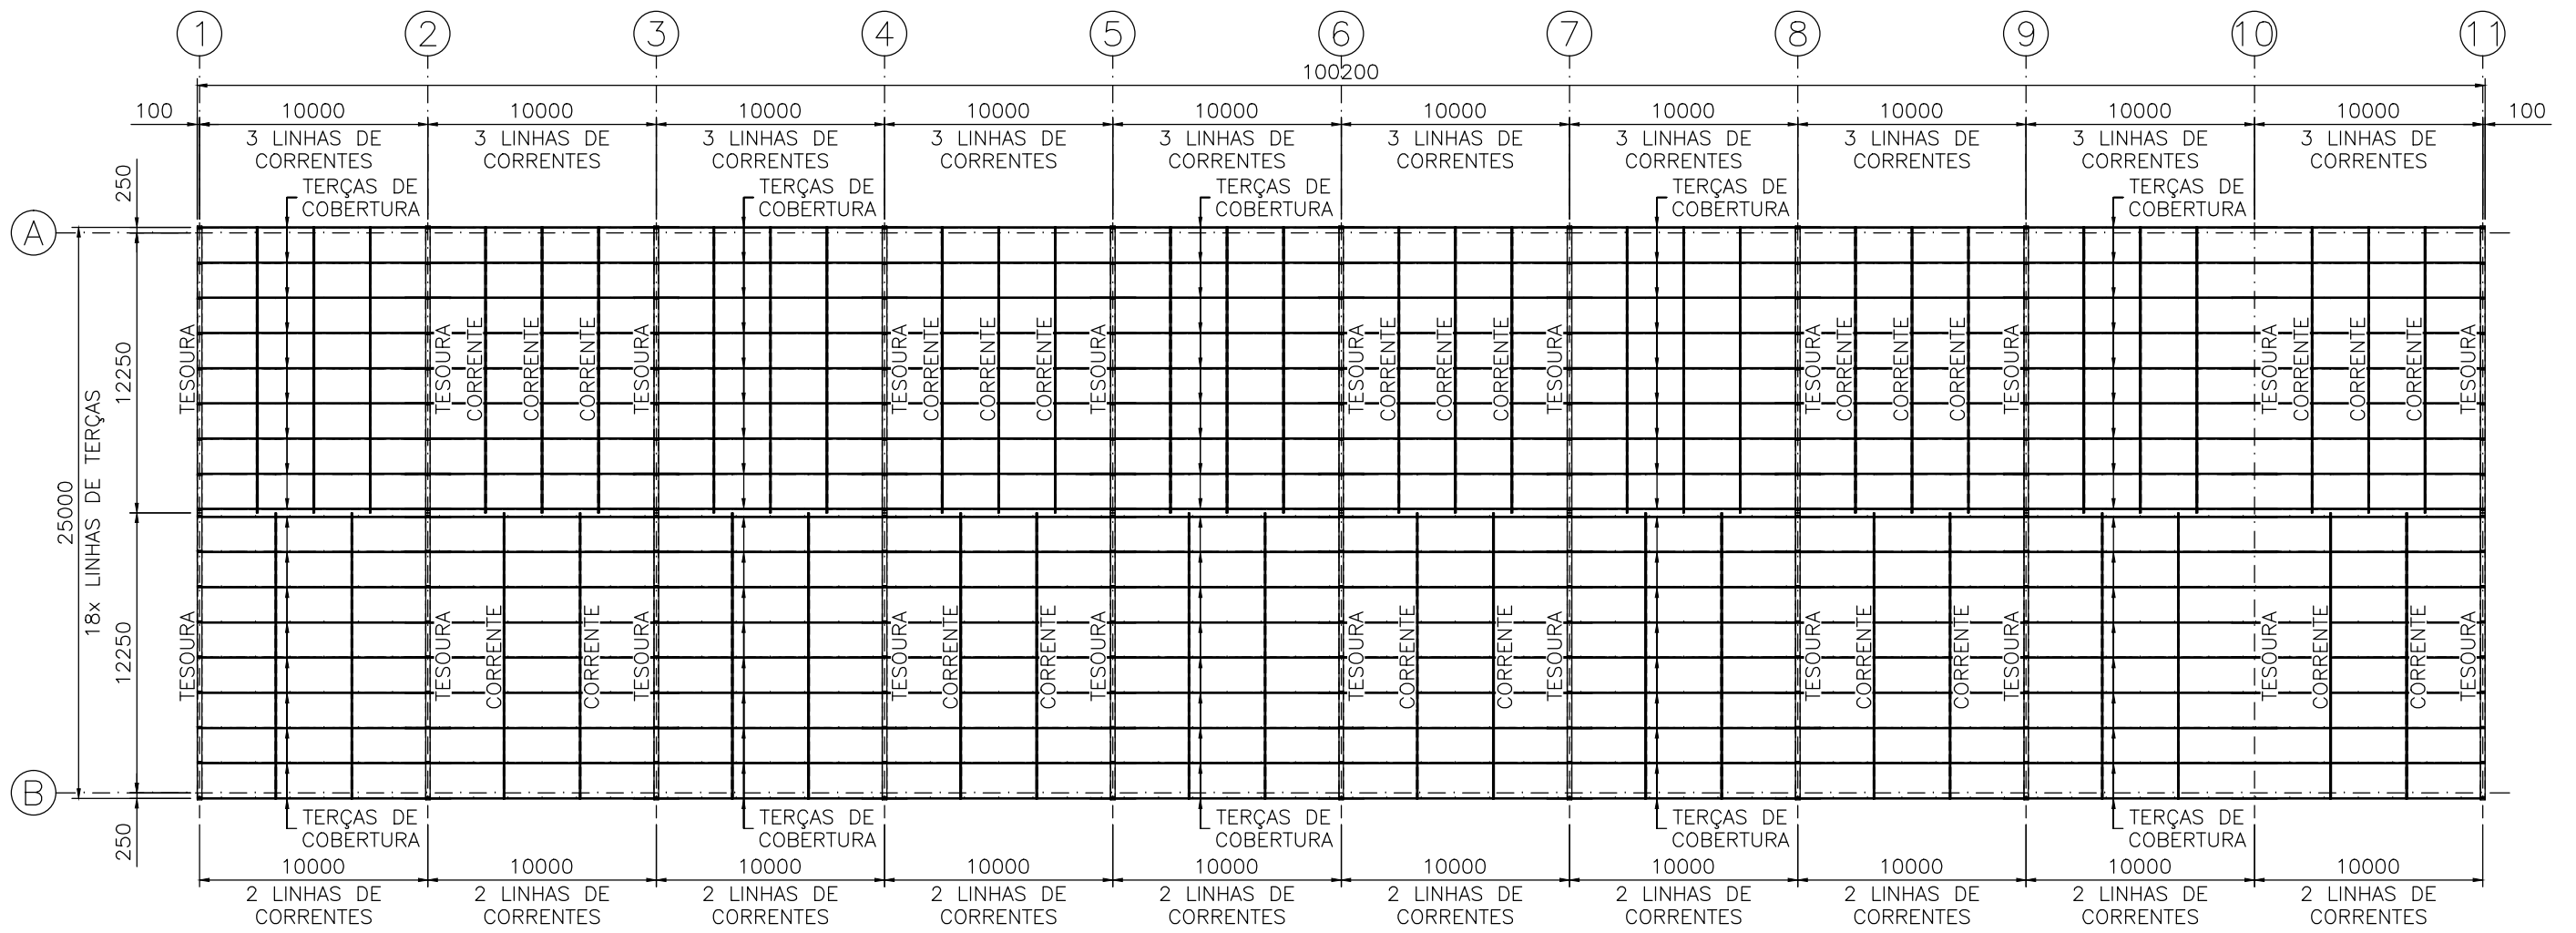 1 2 3 4 5 6 7 8 9 10 11
100200
100 10000 10000 10000 10000 10000 10000 10000 10000 10000 10000 100
3 LINHAS DE 3 LINHAS DE 3 LINHAS DE 3 LINHAS DE 3 LINHAS DE 3 LINHAS DE 3 LINHAS DE 3 LINHAS DE 3 LINHAS DE 3 LINHAS DE
CORRENTES CORRENTES CORRENTES CORRENTES CORRENTES CORRENTES CORRENTES CORRENTES CORRENTES CORRENTES
250
TERÇAS DE TERÇAS DE TERÇAS DE TERÇAS DE TERÇAS DE
COBERTURA COBERTURA COBERTURA COBERTURA COBERTURA
A
12250
TESOURA TESOURA CORRENTE CORRENTE CORRENTE TESOURA TESOURA CORRENTE CORRENTE CORRENTE TESOURA TESOURA CORRENTE CORRENTE CORRENTE TESOURA TESOURA CORRENTE CORRENTE CORRENTE TESOURA TESOURA CORRENTE CORRENTE CORRENTE TESOURA
25000
18x LINHAS DE TERÇAS
12250
TESOURA TESOURA CORRENTE CORRENTE TESOURA TESOURA CORRENTE CORRENTE TESOURA TESOURA CORRENTE CORRENTE TESOURA TESOURA CORRENTE CORRENTE TESOURA TESOURA CORRENTE CORRENTE TESOURA
B
250
TERÇAS DE TERÇAS DE TERÇAS DE TERÇAS DE TERÇAS DE
COBERTURA COBERTURA COBERTURA COBERTURA COBERTURA
10000 10000 10000 10000 10000 10000 10000 10000 10000 10000
2 LINHAS DE 2 LINHAS DE 2 LINHAS DE 2 LINHAS DE 2 LINHAS DE 2 LINHAS DE 2 LINHAS DE 2 LINHAS DE 2 LINHAS DE 2 LINHAS DE
CORRENTES CORRENTES CORRENTES CORRENTES CORRENTES CORRENTES CORRENTES CORRENTES CORRENTES CORRENTES